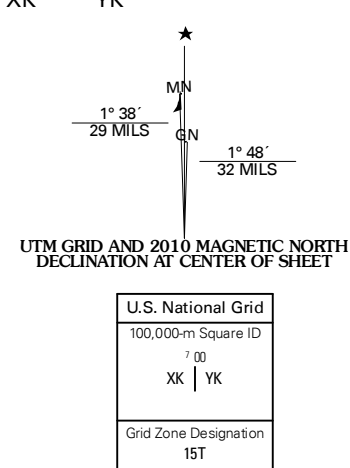 XK YK
MN
1° 38´
29 MILS
GN
1° 48´
32 MILS
UTM GRID AND 2010 MAGNETIC NORTH
DECLINATION AT CENTER OF SHEET
U.S. National Grid
100,000-m Square ID
7 00
XK YK
Grid Zone Designation
15T